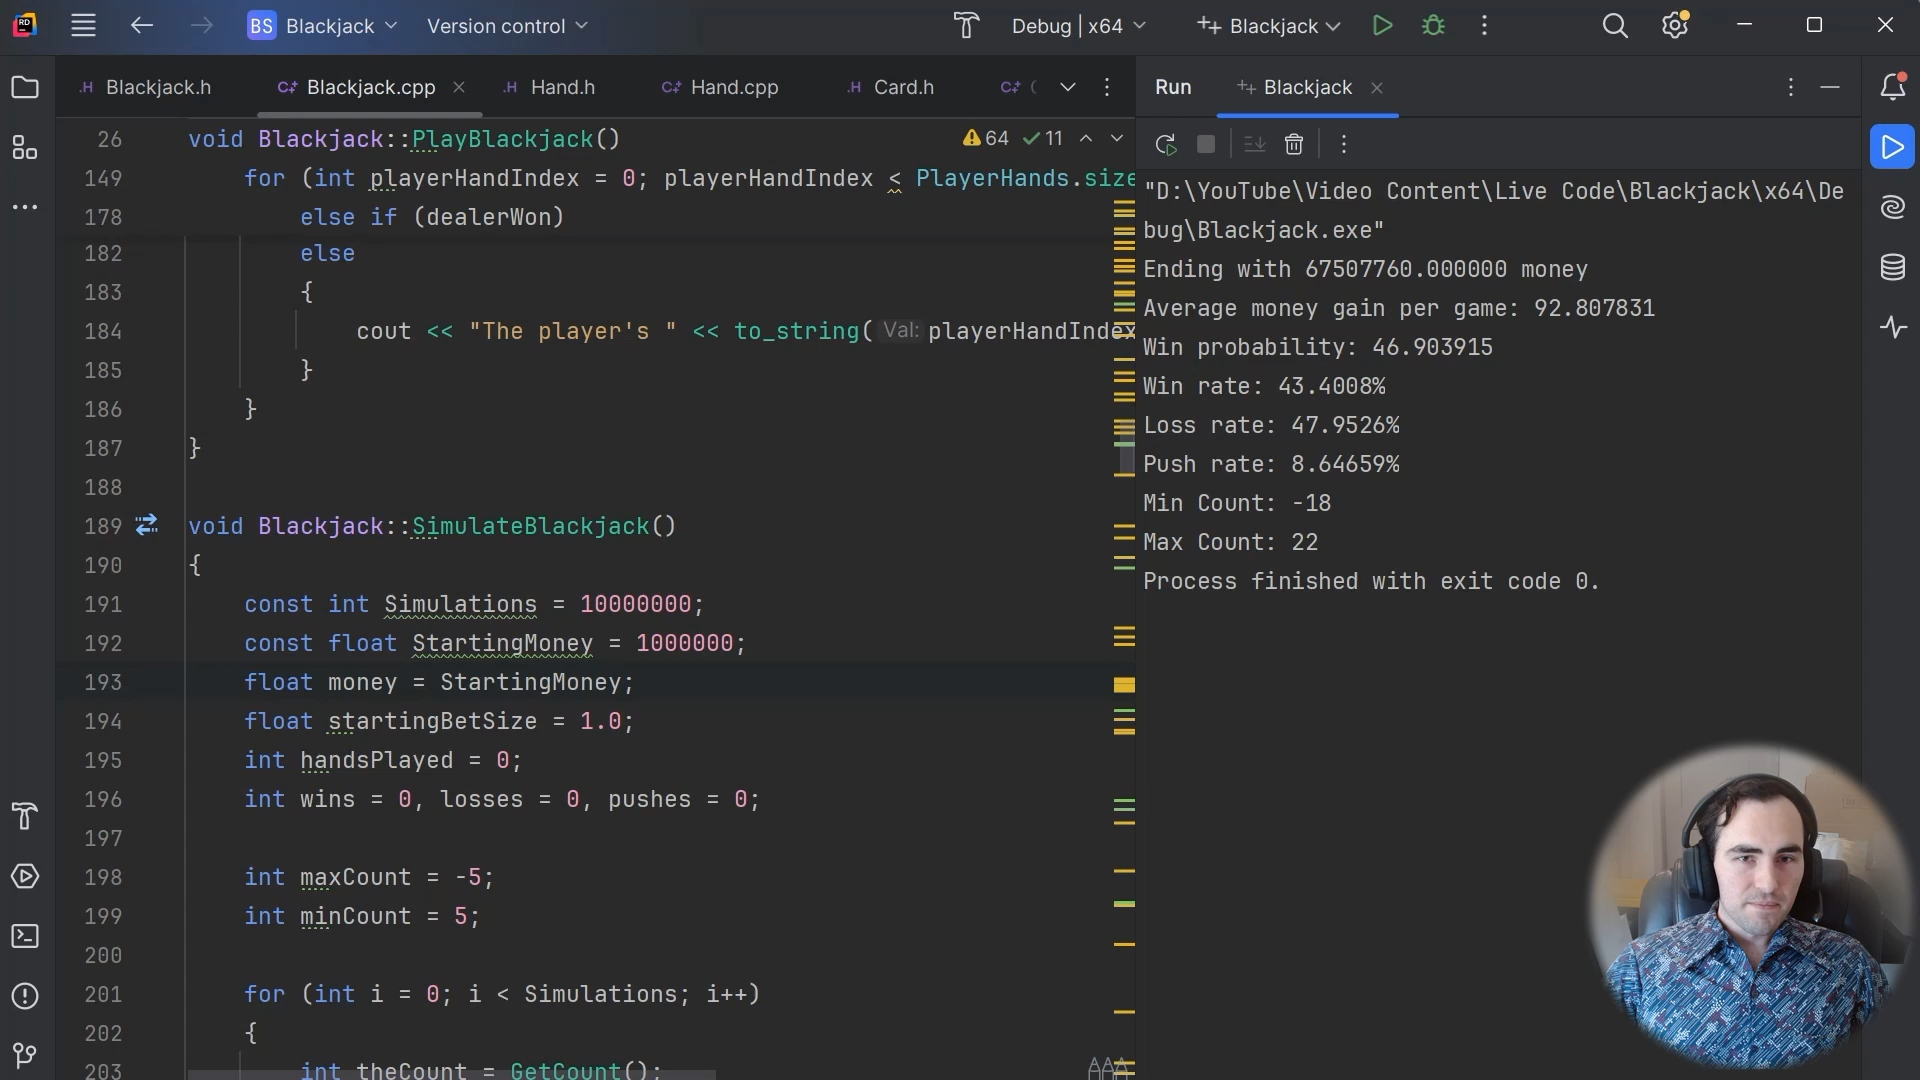 BS Blackjack Version control Debug | x64 Blackjack
Blackjack.h Blackjack.cpp Hand.h Hand.cpp Card.h
26 void Blackjack::PlayBlackjack() 64 11
149 for (int playerHandIndex = 0; playerHandIndex < PlayerHands.size
178 else if (dealerWon)
182 else
183 {
184 cout << "The player's " << to_string( Val: playerHandIndex
185 }
186 }
187 }
188
189 void Blackjack::SimulateBlackjack()
190 {
191 const int Simulations = 10000000;
192 const float StartingMoney = 1000000;
193 float money = StartingMoney;
194 float startingBetSize = 1.0;
195 int handsPlayed = 0;
196 int wins = 0, losses = 0, pushes = 0;
197
198 int maxCount = -5;
199 int minCount = 5;
200
201 for (int i = 0; i < Simulations; i++)
202 {
203 int theCount = GetCount();
Run Blackjack
"D:\YouTube\Video Content\Live Code\Blackjack\x64\De
bug\Blackjack.exe"
Ending with 67507760.000000 money
Average money gain per game: 92.807831
Win probability: 46.903915
Win rate: 43.4008%
Loss rate: 47.9526%
Push rate: 8.64659%
Min Count: -18
Max Count: 22
Process finished with exit code 0.